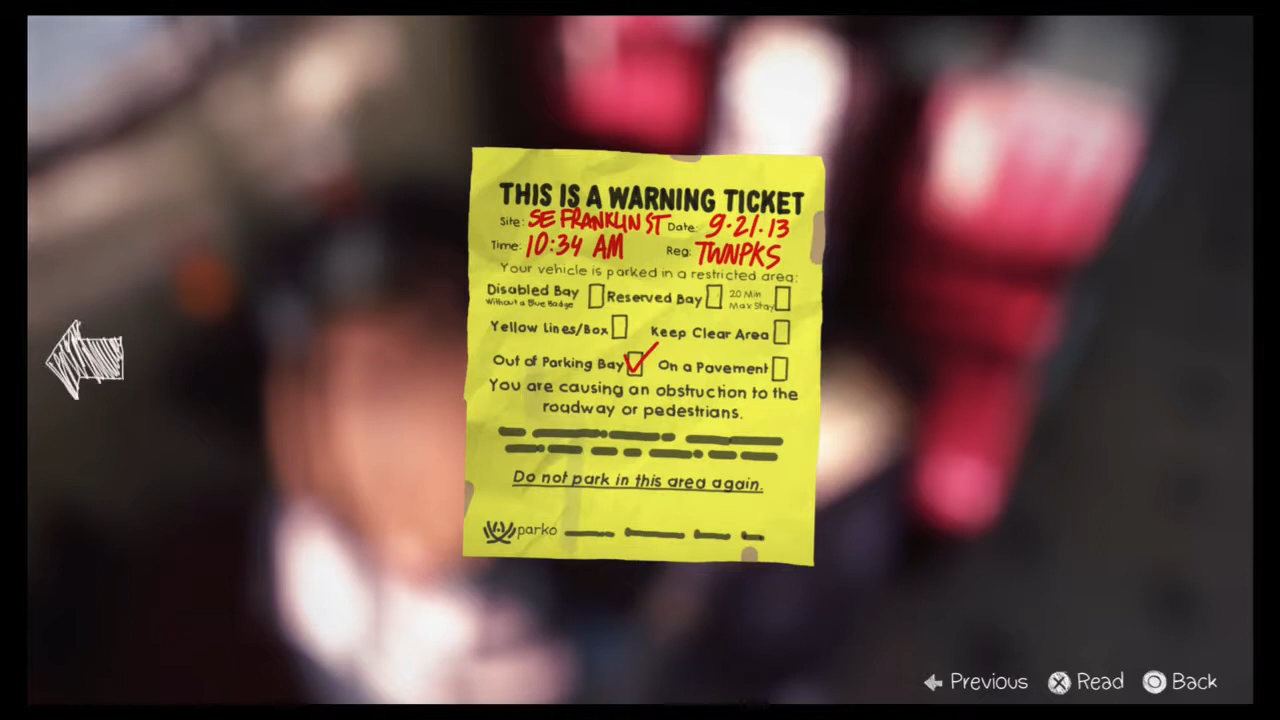 THIS IS A WARNING TICKET
Site: SE FRANKLIN ST Date: 9.21.13
Time: 10:34 AM Reg: TWNPKS
Your vehicle is parked in a restricted area:
Disabled Bay Reserved Bay 20 Min
Without a Blue Badge Max Stay
Yellow Lines/Box Keep Clear Area
Out of Parking Bay On a Pavement
You are causing an obstruction to the
roadway or pedestrians.
Do not park in this area again.
parko
Previous Read Back